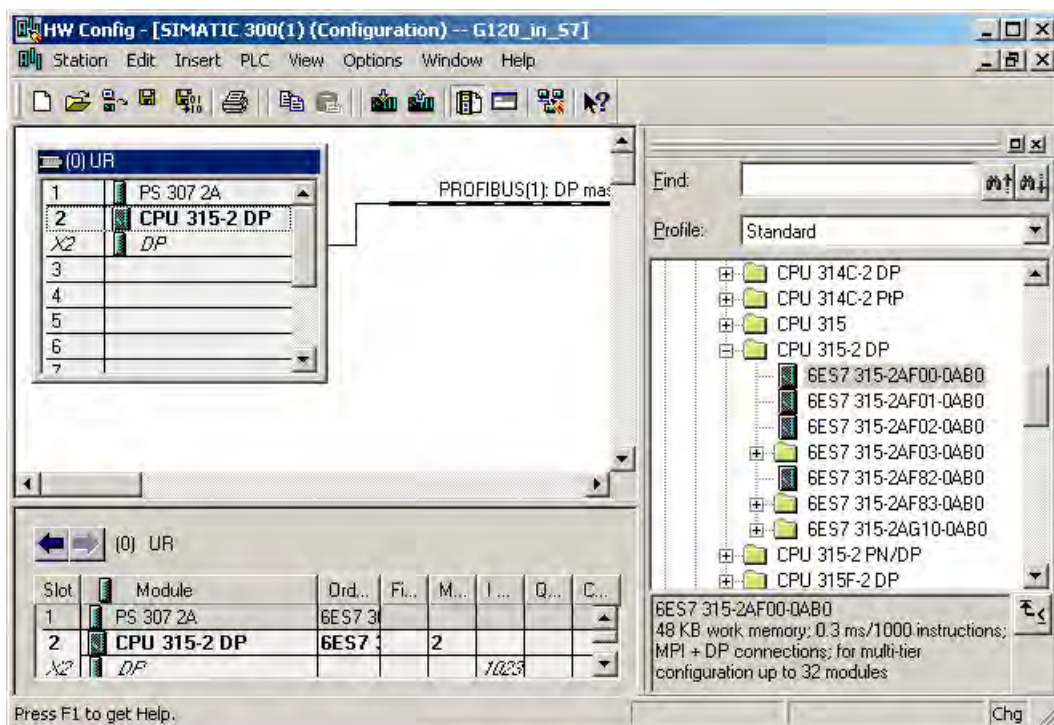 HW Config - [SIMATIC 300(1) (Configuration) -- G120_in_S7]
Station Edit Insert PLC View Options Window Help
(0) UR
1 PS 307 2A
2 CPU 315-2 DP
X2 DP
3
4
5
6
7
PROFIBUS(1): DP mas
Find:
Profile: Standard
CPU 314C-2 DP
CPU 314C-2 PtP
CPU 315
CPU 315-2 DP
6ES7 315-2AF00-0AB0
6ES7 315-2AF01-0AB0
6ES7 315-2AF02-0AB0
6ES7 315-2AF03-0AB0
6ES7 315-2AF82-0AB0
6ES7 315-2AF83-0AB0
6ES7 315-2AG10-0AB0
CPU 315-2 PN/DP
CPU 315F-2 DP
(0) UR
Slot Module Ord... Fi... M... I ... Q... C...
1 PS 307 2A 6ES7 3
2 CPU 315-2 DP 6ES7 2
X2 DP 1023
6ES7 315-2AF00-0AB0
48 KB work memory; 0.3 ms/1000 instructions;
MPI + DP connections; for multi-tier
configuration up to 32 modules
Press F1 to get Help.
Chg